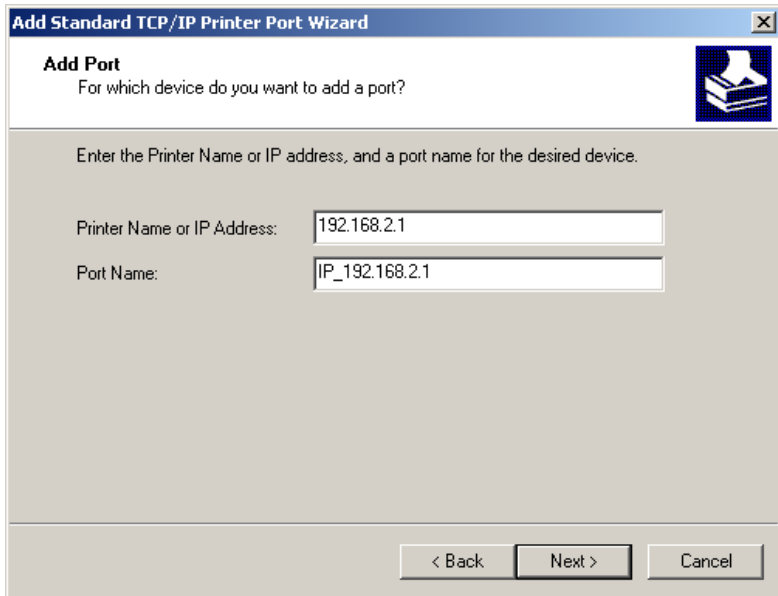 Add Standard TCP/IP Printer Port Wizard
Add Port
For which device do you want to add a port?
Enter the Printer Name or IP address, and a port name for the desired device.
Printer Name or IP Address: 192.168.2.1
Port Name: IP_192.168.2.1
< Back Next > Cancel